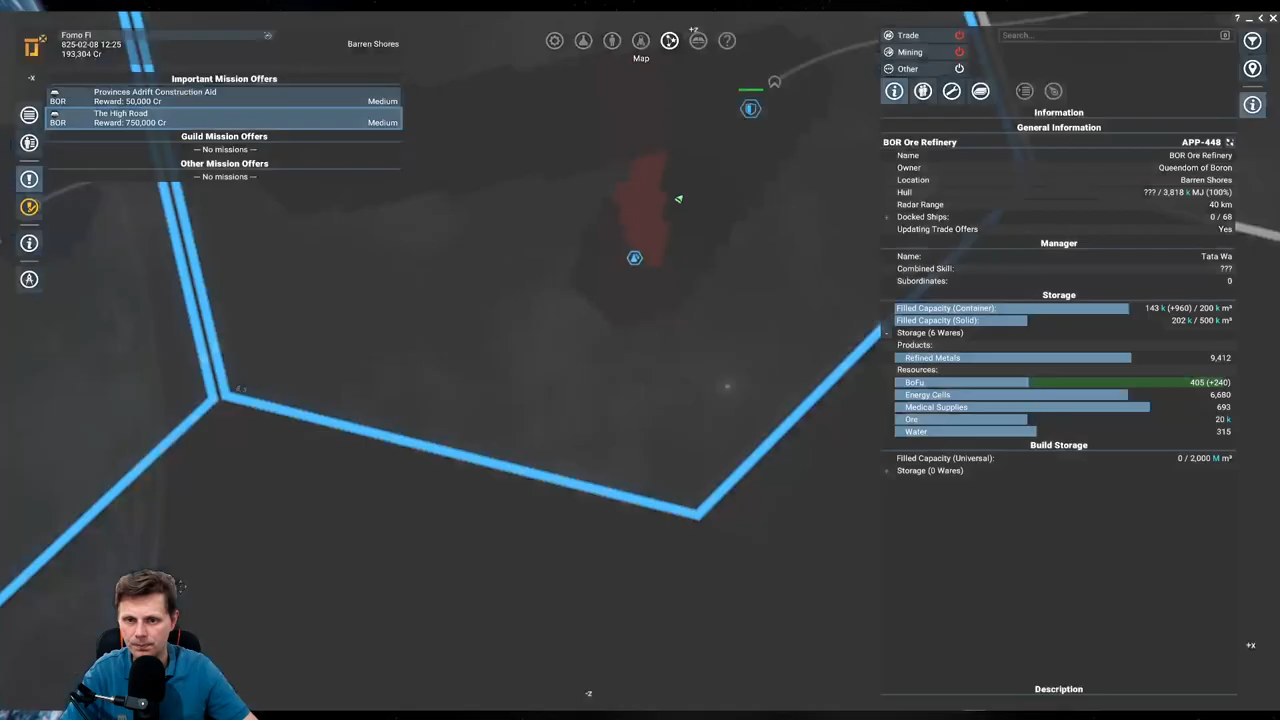 Fomo FI
825-02-08 12:25
193,304 Cr
Barren Shores
Map
+z
-x
Important Mission Offers
Provinces Adrift Construction Aid
BOR Reward: 50,000 Cr Medium
The High Road
BOR Reward: 750,000 Cr Medium
Guild Mission Offers
— No missions —
Other Mission Offers
— No missions —
Trade
Mining
Other
Search...
Information
General Information
BOR Ore Refinery APP-448
Name BOR Ore Refinery
Owner Queendom of Boron
Location Barren Shores
Hull ??? / 3,818 k MJ (100%)
Radar Range 40 km
+ Docked Ships: 0 / 68
Updating Trade Offers Yes
Manager
Name: Tata Wa
Combined Skill: ???
Subordinates: 0
Storage
Filled Capacity (Container): 143 k (+960) / 200 k m³
Filled Capacity (Solid): 202 k / 500 k m³
- Storage (6 Wares)
Products:
Refined Metals 9,412
Resources:
BoFu 405 (+240)
Energy Cells 6,680
Medical Supplies 693
Ore 20 k
Water 315
Build Storage
Filled Capacity (Universal): 0 / 2,000 M m³
+ Storage (0 Wares)
+x
-z
Description